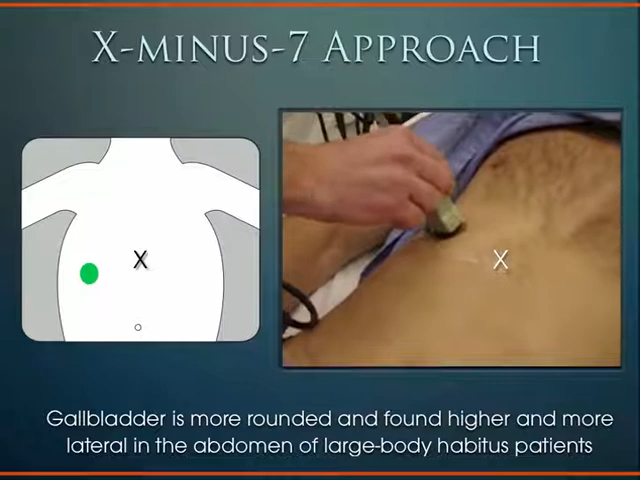 X-MINUS-7 APPROACH
X
X
Gallbladder is more rounded and found higher and more
lateral in the abdomen of large-body habitus patients